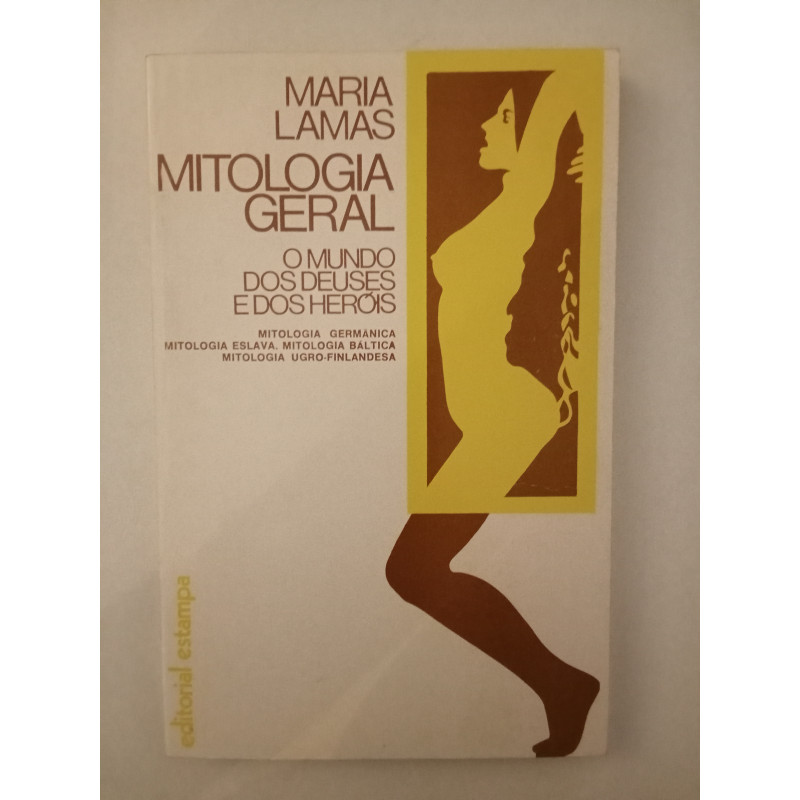 MARIA
LAMAS
MITOLOGIA
GERAL
O MUNDO
DOS DEUSES
E DOS HERÓIS
MITOLOGIA GERMÂNICA
MITOLOGIA ESLAVA. MITOLOGIA BÁLTICA
MITOLOGIA UGRO-FINLANDESA
editorial estampa